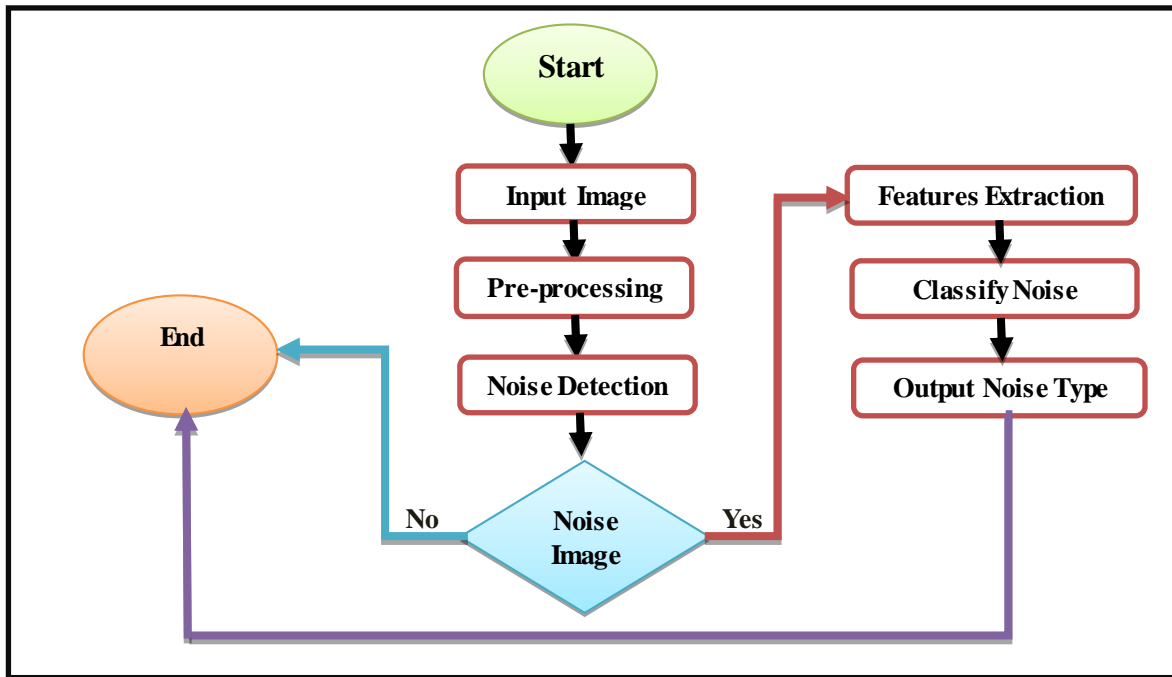 Start
Input Image
Pre-processing
Noise Detection
Noise
Image
No
Yes
Features Extraction
Classify Noise
Output Noise Type
End